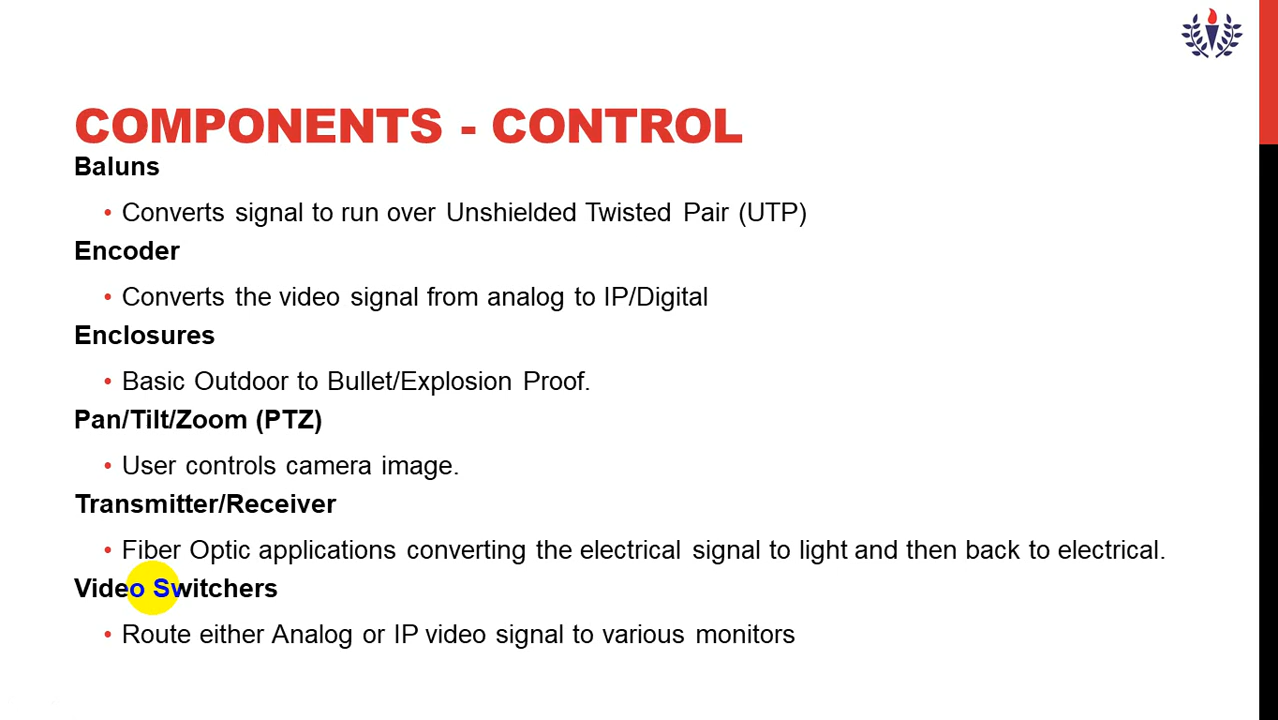 COMPONENTS - CONTROL
Baluns
• Converts signal to run over Unshielded Twisted Pair (UTP)
Encoder
• Converts the video signal from analog to IP/Digital
Enclosures
• Basic Outdoor to Bullet/Explosion Proof.
Pan/Tilt/Zoom (PTZ)
• User controls camera image.
Transmitter/Receiver
• Fiber Optic applications converting the electrical signal to light and then back to electrical.
Video Switchers
• Route either Analog or IP video signal to various monitors